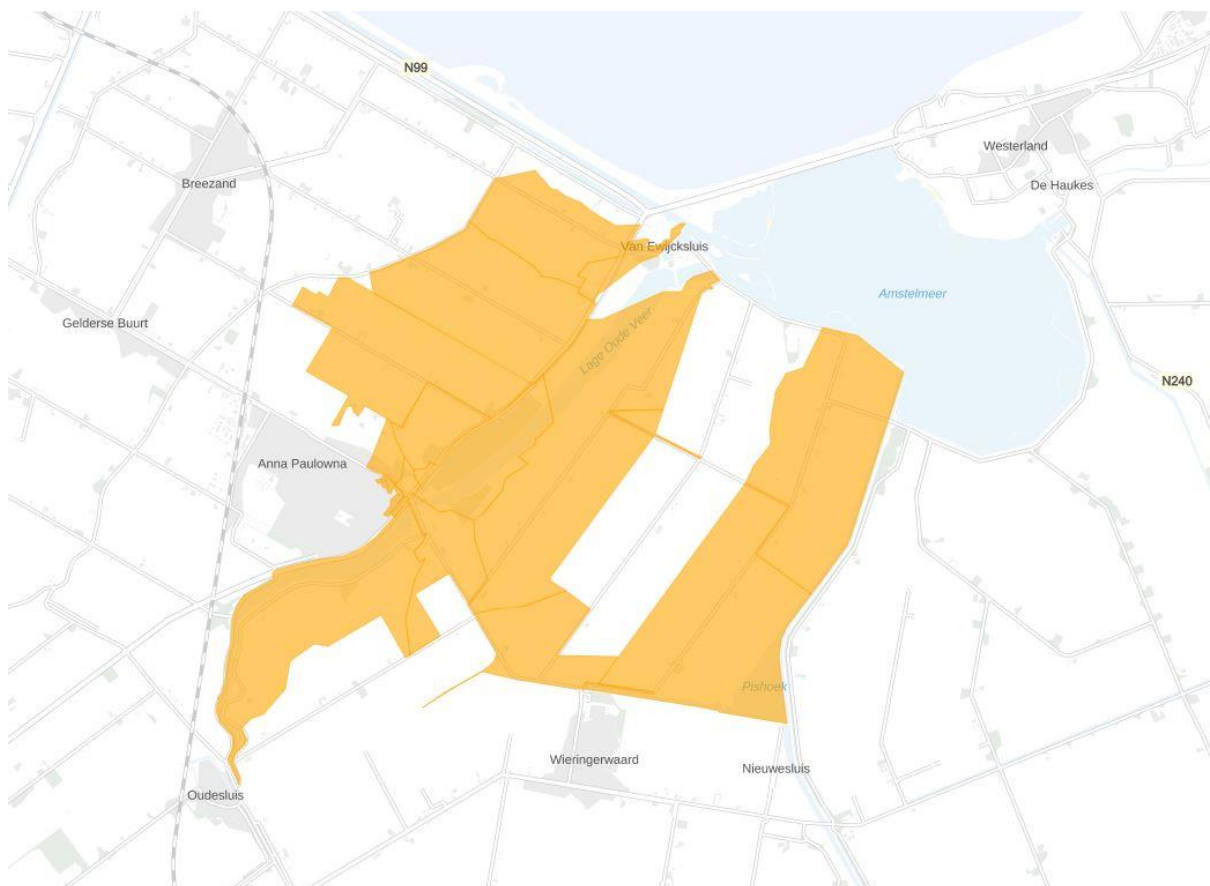 N99
Westerland
Breezand
De Haukes
Van Ewijcksluis
Amstelmeer
Gelderse Buurt
Lage Oude Veer
N240
Anna Paulowna
Pishoek
Wieringerwaard
Nieuwesluis
Oudesluis